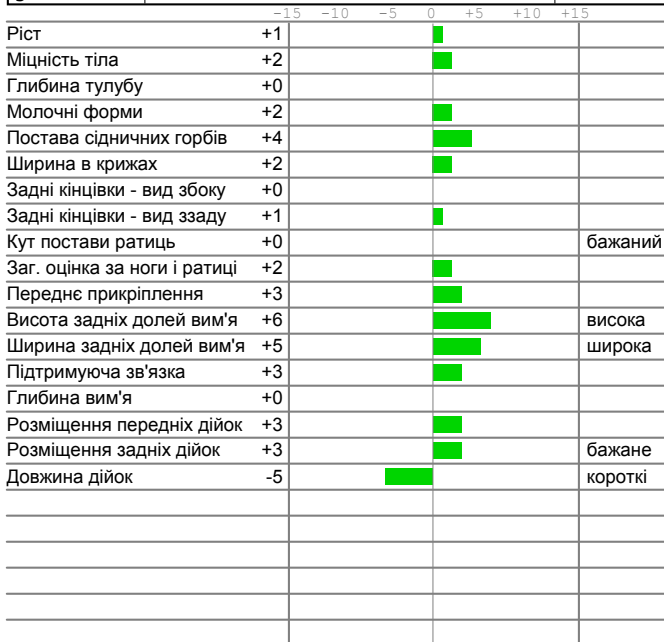 -15 -10 -5 0 +5 +10 +15
Ріст +1
Міцність тіла +2
Глибина тулубу +0
Молочні форми +2
Постава сідничних горбів +4
Ширина в крижах +2
Задні кінцівки - вид збоку +0
Задні кінцівки - вид ззаду +1
Кут постави ратиць +0 бажаний
Заг. оцінка за ноги і ратиці +2
Переднє прикріплення +3
Висота задніх долей вим'я +6 висока
Ширина задніх долей вим'я +5 широка
Підтримуюча зв'язка +3
Глибина вим'я +0
Розміщення передніх дійок +3
Розміщення задніх дійок +3 бажане
Довжина дійок -5 короткі